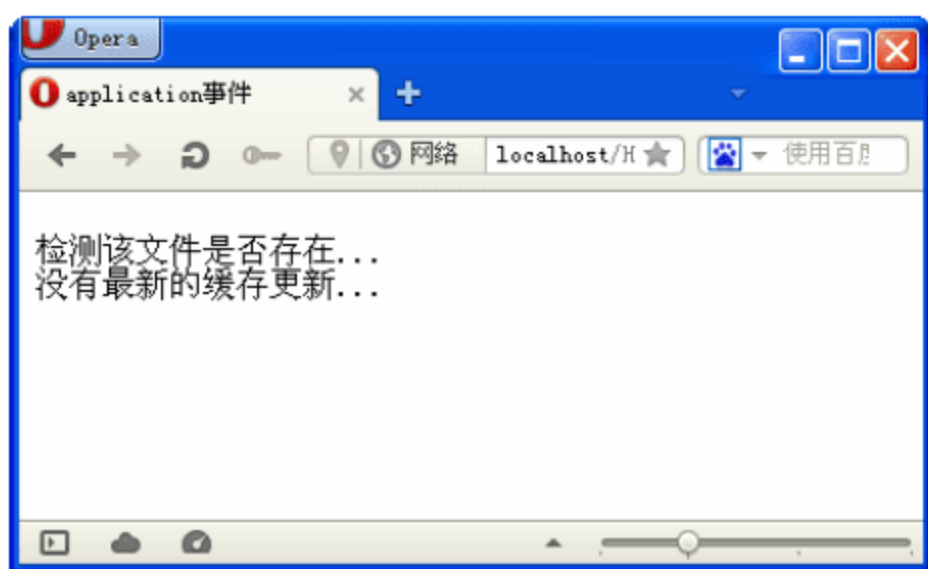 Opera
application事件
网络 localhost/H 使用百度
检测该文件是否存在...
没有最新的缓存更新...